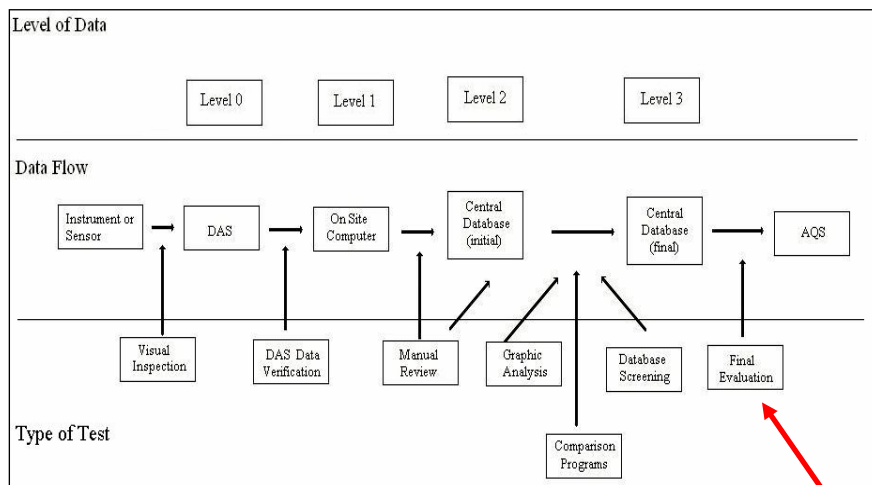 Level of Data
Level 0
Level 1
Level 2
Level 3
Data Flow
Instrument or
Sensor
DAS
On Site
Computer
Central
Database
(initial)
Central
Database
(final)
AQS
Visual
Inspection
DAS Data
Verification
Manual
Review
Graphic
Analysis
Database
Screening
Final
Evaluation
Type of Test
Comparison
Programs